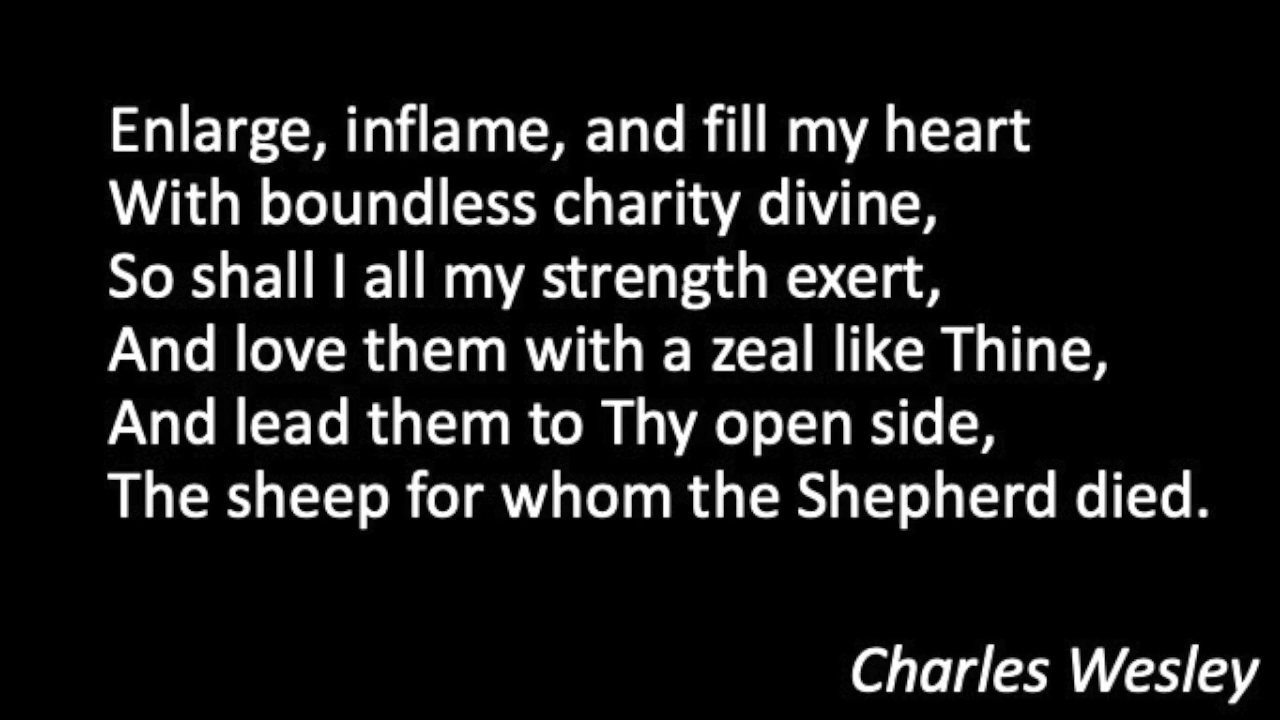 Enlarge, inflame, and fill my heart
With boundless charity divine,
So shall I all my strength exert,
And love them with a zeal like Thine,
And lead them to Thy open side,
The sheep for whom the Shepherd died.
Charles Wesley